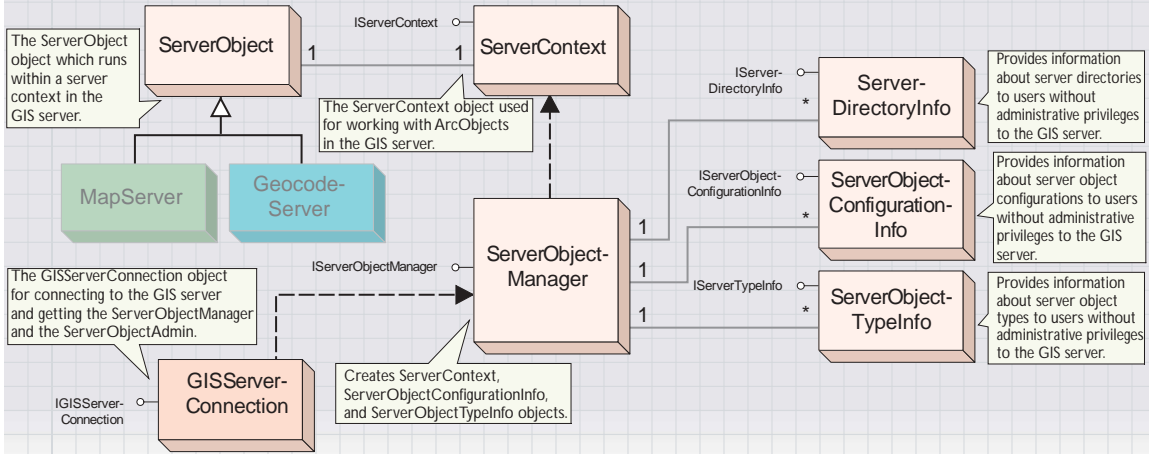 The ServerObject
object which runs
within a server
context in the
GIS server.
ServerObject
1
1
IServerContext
ServerContext
The ServerContext object used
for working with ArcObjects
in the GIS server.
MapServer
Geocode-
Server
IServer-
DirectoryInfo
*
Server-
DirectoryInfo
Provides information
about server directories
to users without
administrative privileges
to the GIS server.
IServerObject-
ConfigurationInfo
*
ServerObject-
Configuration-
Info
Provides information
about server object
configurations to users
without administrative
privileges to the GIS
server.
IServerObjectManager
ServerObject-
Manager
1
1
1
IServerTypeInfo
*
ServerObject-
TypeInfo
Provides information
about server object
types to users without
administrative privileges
to the GIS server.
The GISServerConnection object
for connecting to the GIS server
and getting the ServerObjectManager
and the ServerObjectAdmin.
IGISServer-
Connection
GISServer-
Connection
Creates ServerContext,
ServerObjectConfigurationInfo,
and ServerObjectTypeInfo objects.